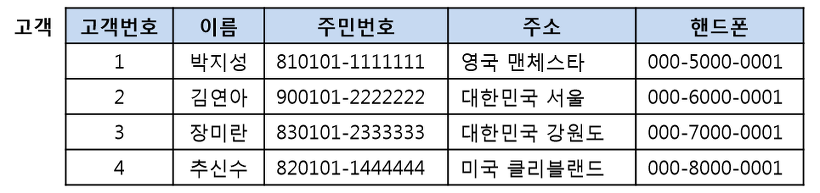 고객 고객번호 이름 주민번호 주소 핸드폰
1 박지성 810101-1111111 영국 맨체스타 000-5000-0001
2 김연아 900101-2222222 대한민국 서울 000-6000-0001
3 장미란 830101-2333333 대한민국 강원도 000-7000-0001
4 추신수 820101-1444444 미국 클리블랜드 000-8000-0001